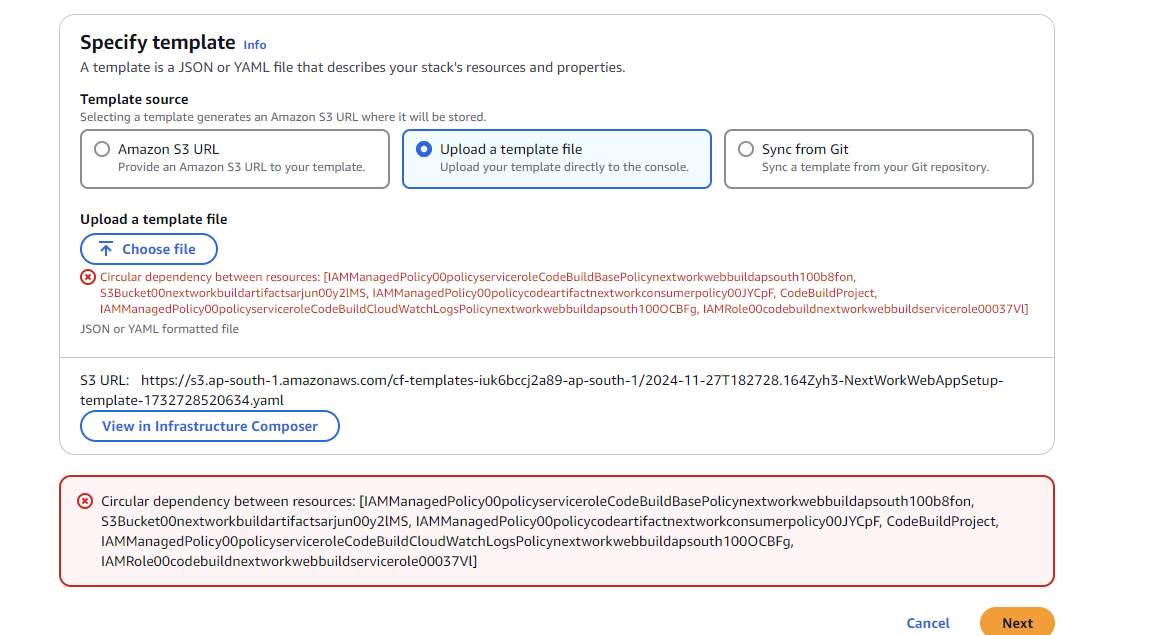 Specify template Info
A template is a JSON or YAML file that describes your stack's resources and properties.
Template source
Selecting a template generates an Amazon S3 URL where it will be stored.
Amazon S3 URL
Provide an Amazon S3 URL to your template.
Upload a template file
Upload your template directly to the console.
Sync from Git
Sync a template from your Git repository.
Upload a template file
Choose file
Circular dependency between resources: [IAMManagedPolicy00policyserviceroleCodeBuildBasePolicynextworkwebbuildapsouth100b8fon,
S3Bucket00nextworkbuildartifactsarjun00y2lMS, IAMManagedPolicy00policycodeartifactnextworkconsumerpolicy00JYCpF, CodeBuildProject,
IAMManagedPolicy00policyserviceroleCodeBuildCloudWatchLogsPolicynextworkwebbuildapsouth100OCBFg, IAMRole00codebuildnextworkwebbuildservicerole00037Vl]
JSON or YAML formatted file
S3 URL: https://s3.ap-south-1.amazonaws.com/cf-templates-iuk6bccj2a89-ap-south-1/2024-11-27T182728.164Zyh3-NextWorkWebAppSetup-
template-1732728520634.yaml
View in Infrastructure Composer
Circular dependency between resources: [IAMManagedPolicy00policyserviceroleCodeBuildBasePolicynextworkwebbuildapsouth100b8fon,
S3Bucket00nextworkbuildartifactsarjun00y2lMS, IAMManagedPolicy00policycodeartifactnextworkconsumerpolicy00JYCpF, CodeBuildProject,
IAMManagedPolicy00policyserviceroleCodeBuildCloudWatchLogsPolicynextworkwebbuildapsouth100OCBFg,
IAMRole00codebuildnextworkwebbuildservicerole00037Vl]
Cancel
Next